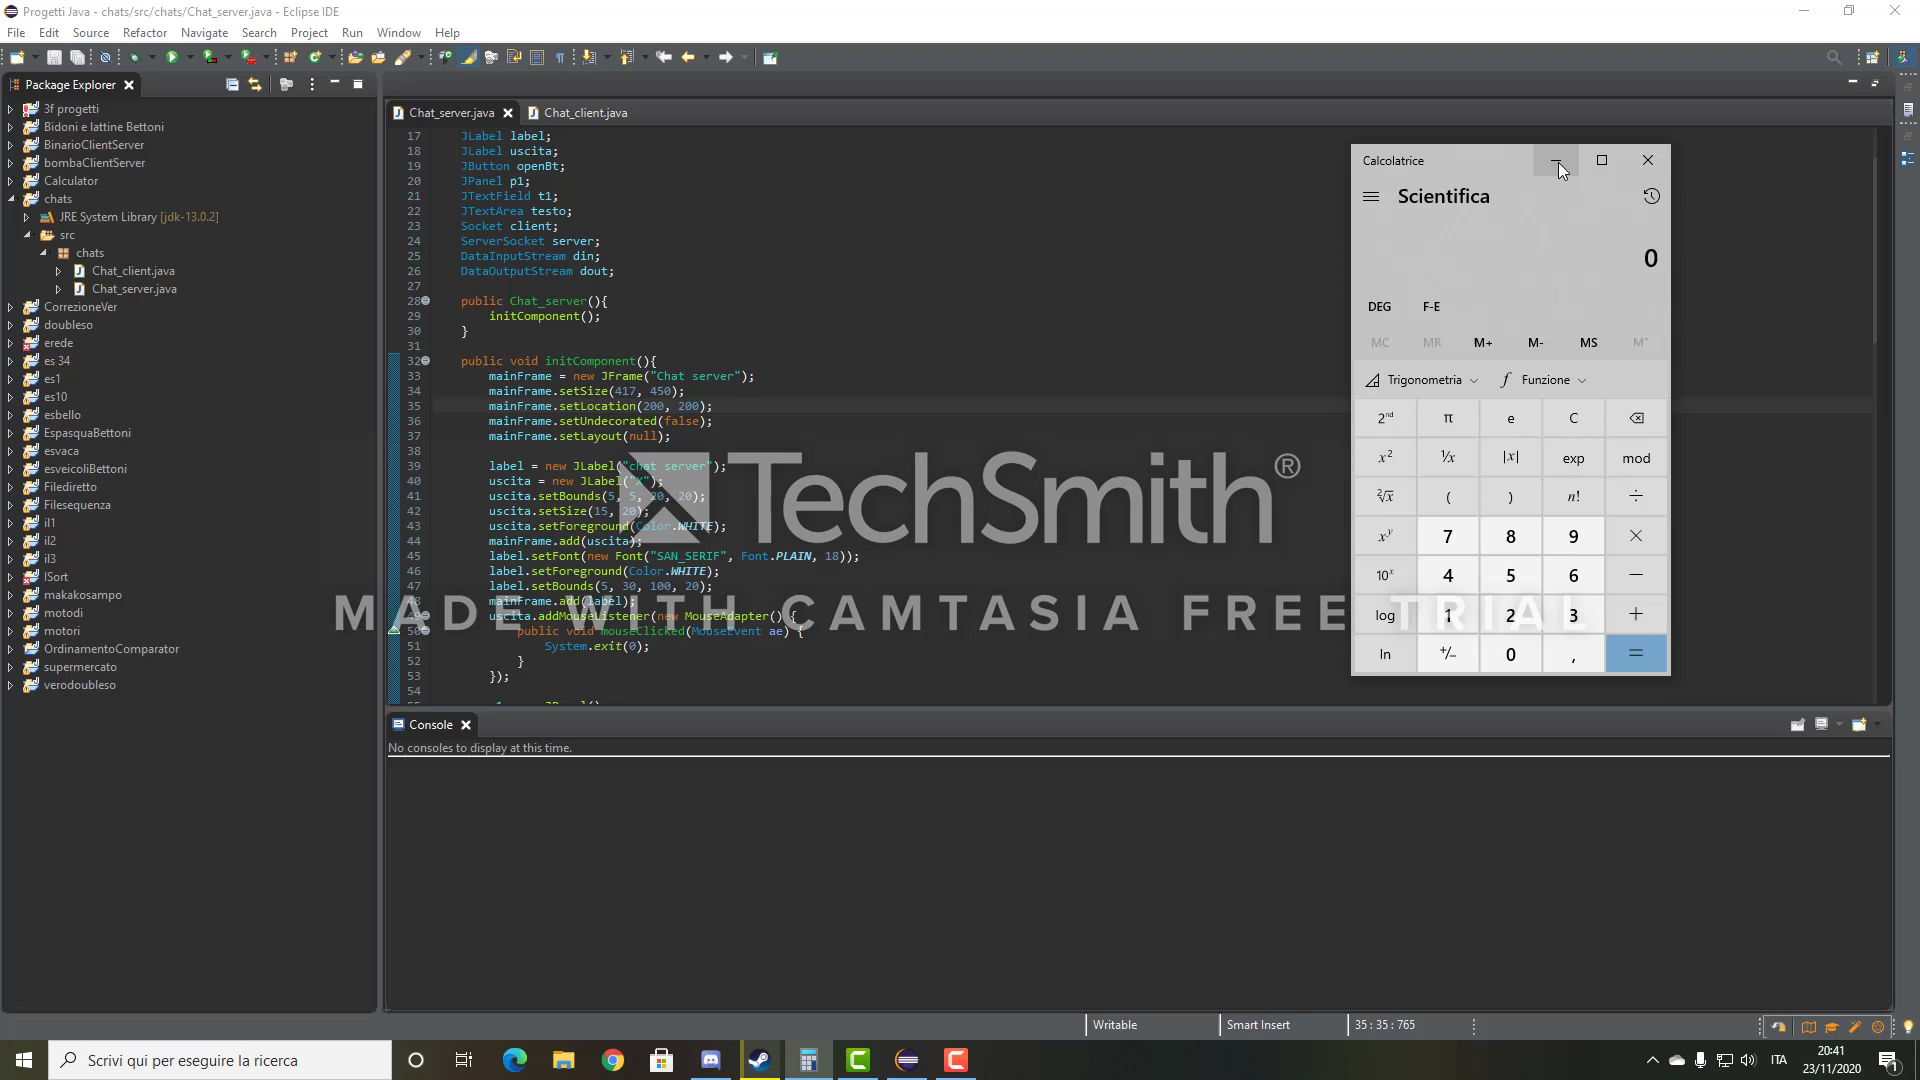 Progetti Java - chats/src/chats/Chat_server.java - Eclipse IDE
File Edit Source Refactor Navigate Search Project Run Window Help
Package Explorer
3f progetti
Bidoni e lattine Bettoni
BinarioClientServer
bombaClientServer
Calculator
chats
JRE System Library [jdk-13.0.2]
src
chats
Chat_client.java
Chat_server.java
CorrezioneVer
doubleso
erede
es 34
es1
es10
esbello
EspasquaBettoni
esvaca
esveicoliBettoni
Filediretto
Filesequenza
il1
il2
il3
ISort
makakosampo
motodi
motori
OrdinamentoComparator
supermercato
verodoubleso
Chat_server.java Chat_client.java
17 JLabel label;
18 JLabel uscita;
19 JButton openBt;
20 JPanel p1;
21 JTextField t1;
22 JTextArea testo;
23 Socket client;
24 ServerSocket server;
25 DataInputStream din;
26 DataOutputStream dout;
27
28 public Chat_server(){
29 initComponent();
30 }
31
32 public void initComponent(){
33 mainFrame = new JFrame("Chat server");
34 mainFrame.setSize(417, 450);
35 mainFrame.setLocation(200, 200);
36 mainFrame.setUndecorated(false);
37 mainFrame.setLayout(null);
38
39 label = new JLabel("chat server");
40 uscita = new JLabel("X");
41 uscita.setBounds(5, 5, 20, 20);
42 uscita.setSize(15, 20);
43 uscita.setForeground(Color.WHITE);
44 mainFrame.add(uscita);
45 label.setFont(new Font("SAN_SERIF", Font.PLAIN, 18));
46 label.setForeground(Color.WHITE);
47 label.setBounds(5, 30, 100, 20);
48 mainFrame.add(label);
49 uscita.addMouseListener(new MouseAdapter() {
50 public void mouseClicked(MouseEvent ae) {
51 System.exit(0);
52 }
53 });
54
TechSmith®
MADE WITH CAMTASIA FREE TRIAL
Calcolatrice
Scientifica
0
DEG F-E
MC MR M+ M- MS M˅
Trigonometria Funzione
2ⁿᵈ π e C
x² ¹/x |x| exp mod
²√x ( ) n! ÷
xʸ 7 8 9 ×
10ˣ 4 5 6 −
log 1 2 3 +
ln +/− 0 , =
Console
No consoles to display at this time.
Writable Smart Insert 35 : 35 : 765
Scrivi qui per eseguire la ricerca
ITA
20:41
23/11/2020
1